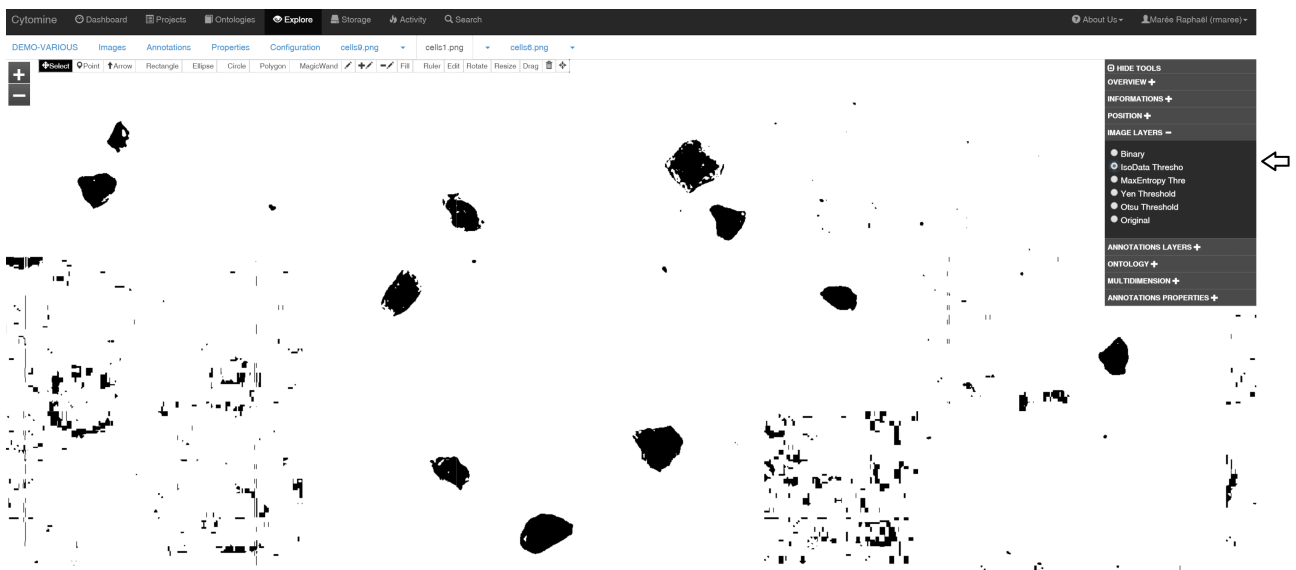 Cytomine Dashboard Projects Ontologies Explore Storage Activity Search About Us Marée Raphaël (rmaree)
DEMO-VARIOUS Images Annotations Properties Configuration cells9.png cells1.png cells6.png
Select Point Arrow Rectangle Ellipse Circle Polygon MagicWand Fill Ruler Edit Rotate Resize Drag
HIDE TOOLS
OVERVIEW
INFORMATIONS
POSITION
IMAGE LAYERS
Binary
IsoData Thresho
MaxEntropy Thre
Yen Threshold
Otsu Threshold
Original
ANNOTATIONS LAYERS
ONTOLOGY
MULTIDIMENSION
ANNOTATIONS PROPERTIES